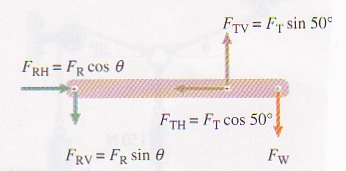 F_TV = F_T sin 50°
F_RH = F_R cos θ
F_TH = F_T cos 50°
F_RV = F_R sin θ
F_W